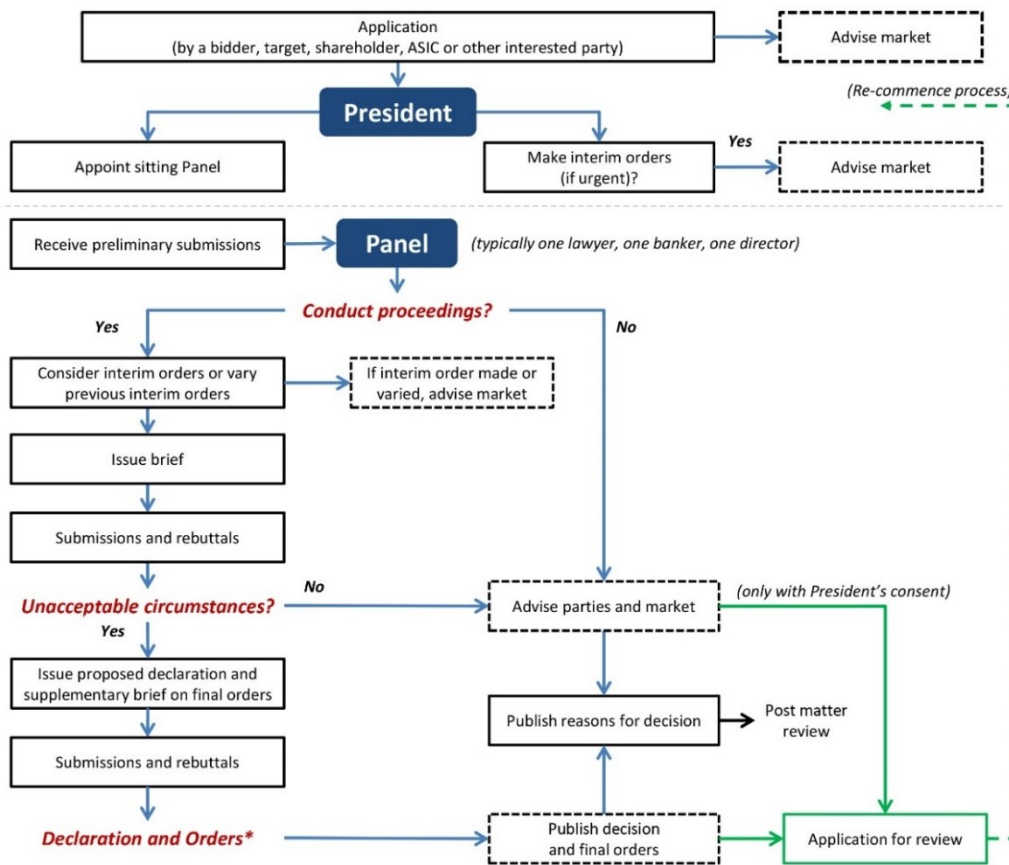 Application
(by a bidder, target, shareholder, ASIC or other interested party)
Advise market
(Re-commence process)
President
Appoint sitting Panel
Make interim orders
(if urgent)?
Yes
Advise market
Receive preliminary submissions
Panel
(typically one lawyer, one banker, one director)
Conduct proceedings?
Yes
No
Consider interim orders or vary
previous interim orders
If interim order made or
varied, advise market
Issue brief
Submissions and rebuttals
Unacceptable circumstances?
No
Advise parties and market
(only with President's consent)
Yes
Issue proposed declaration and
supplementary brief on final orders
Publish reasons for decision
Post matter
review
Submissions and rebuttals
Declaration and Orders*
Publish decision
and final orders
Application for review